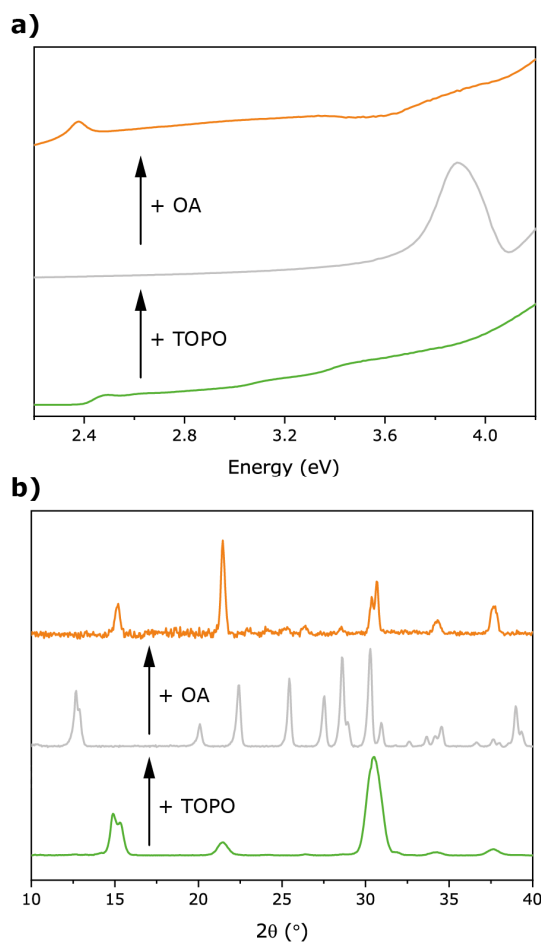 a)
+ OA
+ TOPO
2.4 2.8 3.2 3.6 4.0
Energy (eV)
b)
+ OA
+ TOPO
10 15 20 25 30 35 40
2θ (°)